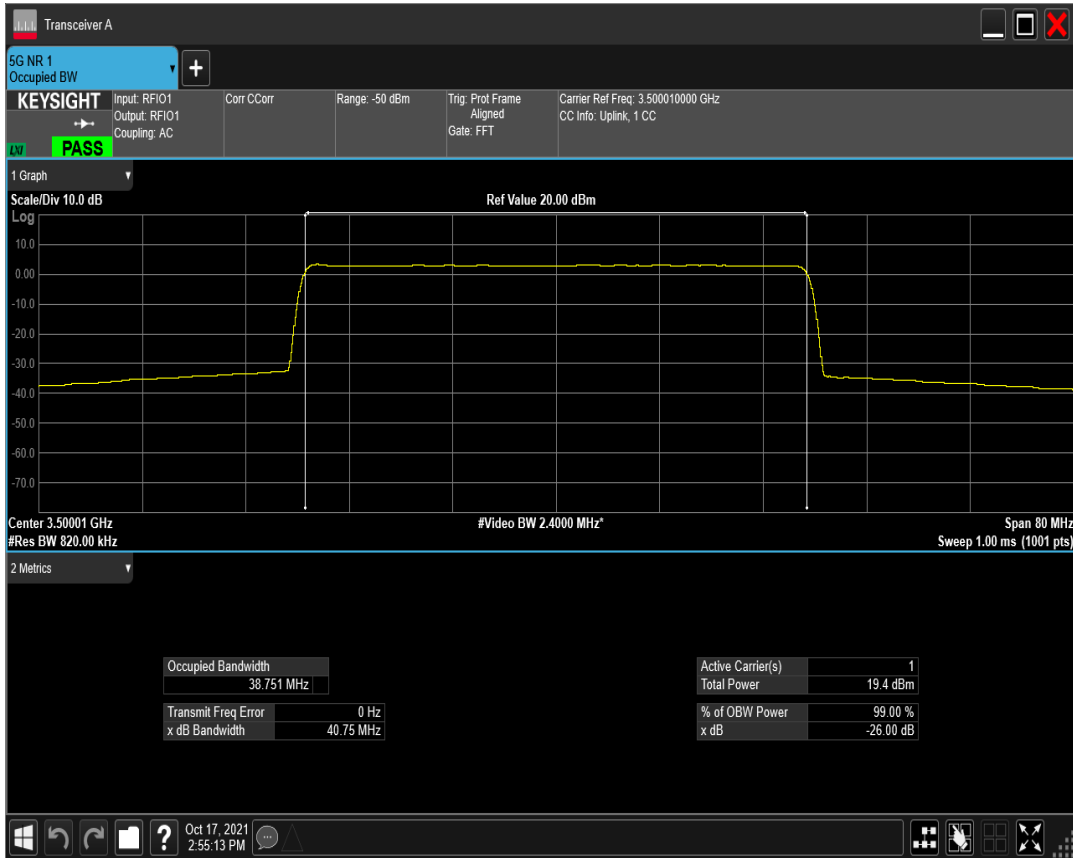 Transceiver A
5G NR 1
Occupied BW
+
KEYSIGHT
LXI
PASS
Input: RFIO1
Output: RFIO1
Coupling: AC
Corr CCorr
Range: -50 dBm
Trig: Prot Frame
Aligned
Gate: FFT
Carrier Ref Freq: 3.500010000 GHz
CC Info: Uplink, 1 CC
1 Graph
Scale/Div 10.0 dB
Ref Value 20.00 dBm
Log
10.0
0.00
-10.0
-20.0
-30.0
-40.0
-50.0
-60.0
-70.0
Center 3.50001 GHz
#Video BW 2.4000 MHz*
Span 80 MHz
#Res BW 820.00 kHz
Sweep 1.00 ms (1001 pts)
2 Metrics
Occupied Bandwidth
38.751 MHz
Transmit Freq Error 0 Hz
x dB Bandwidth 40.75 MHz
Active Carrier(s) 1
Total Power 19.4 dBm
% of OBW Power 99.00 %
x dB -26.00 dB
?
Oct 17, 2021
2:55:13 PM